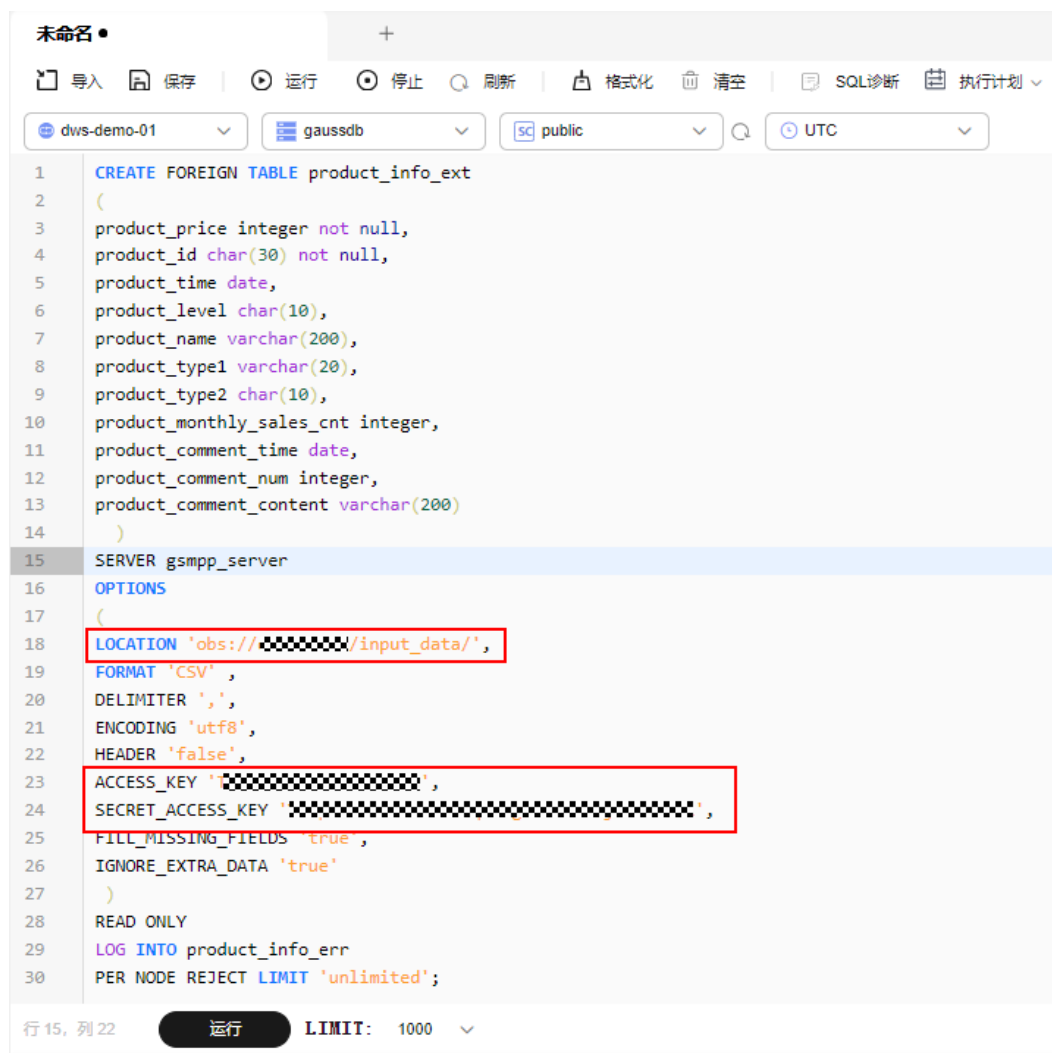 未命名 ● +
导入 保存 运行 停止 刷新 格式化 清空 SQL诊断 执行计划
dws-demo-01 gaussdb SC public UTC
1 CREATE FOREIGN TABLE product_info_ext
2 (
3 product_price integer not null,
4 product_id char(30) not null,
5 product_time date,
6 product_level char(10),
7 product_name varchar(200),
8 product_type1 varchar(20),
9 product_type2 char(10),
10 product_monthly_sales_cnt integer,
11 product_comment_time date,
12 product_comment_num integer,
13 product_comment_content varchar(200)
14 )
15 SERVER gsmpp_server
16 OPTIONS
17 (
18 LOCATION 'obs:///input_data/',
19 FORMAT 'CSV' ,
20 DELIMITER ',',
21 ENCODING 'utf8',
22 HEADER 'false',
23 ACCESS_KEY '',
24 SECRET_ACCESS_KEY '',
25 FILL_MISSING_FIELDS 'true',
26 IGNORE_EXTRA_DATA 'true'
27 )
28 READ ONLY
29 LOG INTO product_info_err
30 PER NODE REJECT LIMIT 'unlimited';
行 15, 列 22 运行 LIMIT: 1000